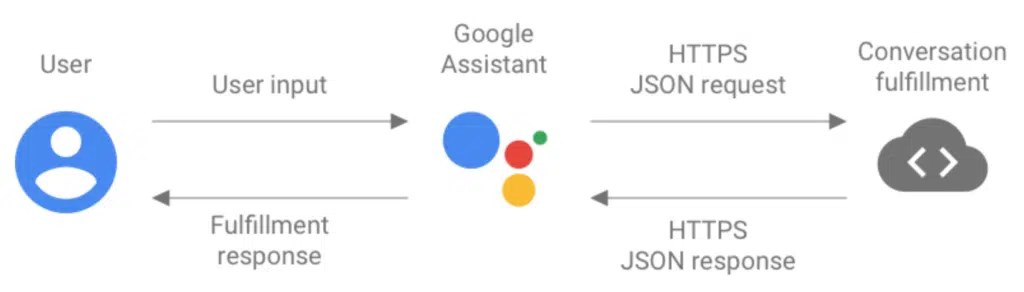 User
User input
Google
Assistant
HTTPS
JSON request
Conversation
fulfillment
Fulfillment
response
HTTPS
JSON response